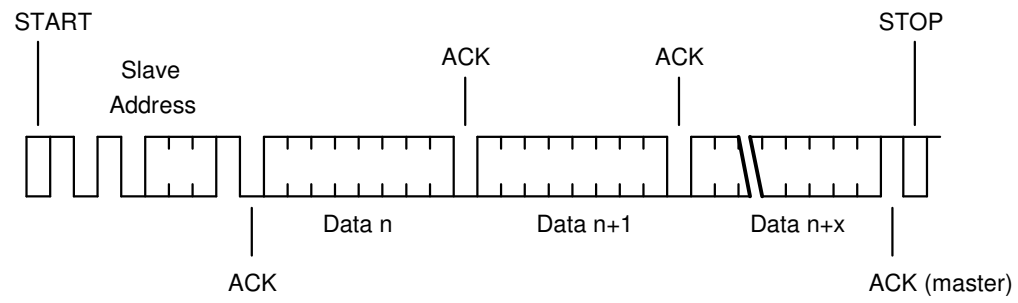 START
STOP
ACK
ACK
Slave
Address
Data n
Data n+1
Data n+x
ACK
ACK (master)